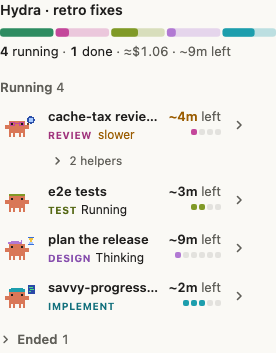 Hydra · retro fixes
4 running · 1 done · ≈$1.06 · ~9m left
Running 4
cache-tax revie... ~4m left
REVIEW slower
2 helpers
e2e tests ~3m left
TEST Running
plan the release ~9m left
DESIGN Thinking
savvy-progress... ~2m left
IMPLEMENT
Ended 1